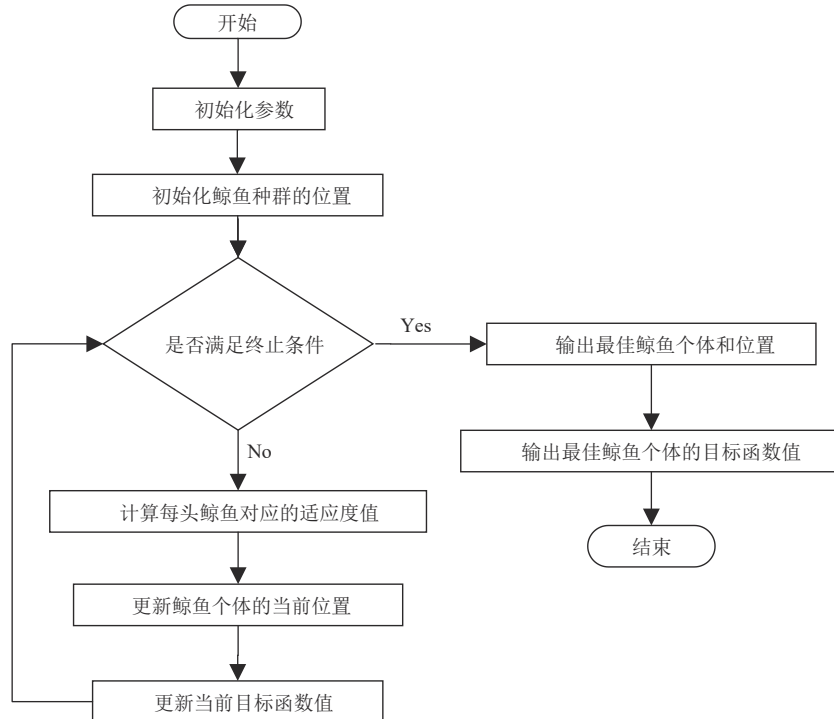 开始
初始化参数
初始化鲸鱼种群的位置
是否满足终止条件
Yes
输出最佳鲸鱼个体和位置
输出最佳鲸鱼个体的目标函数值
结束
No
计算每头鲸鱼对应的适应度值
更新鲸鱼个体的当前位置
更新当前目标函数值